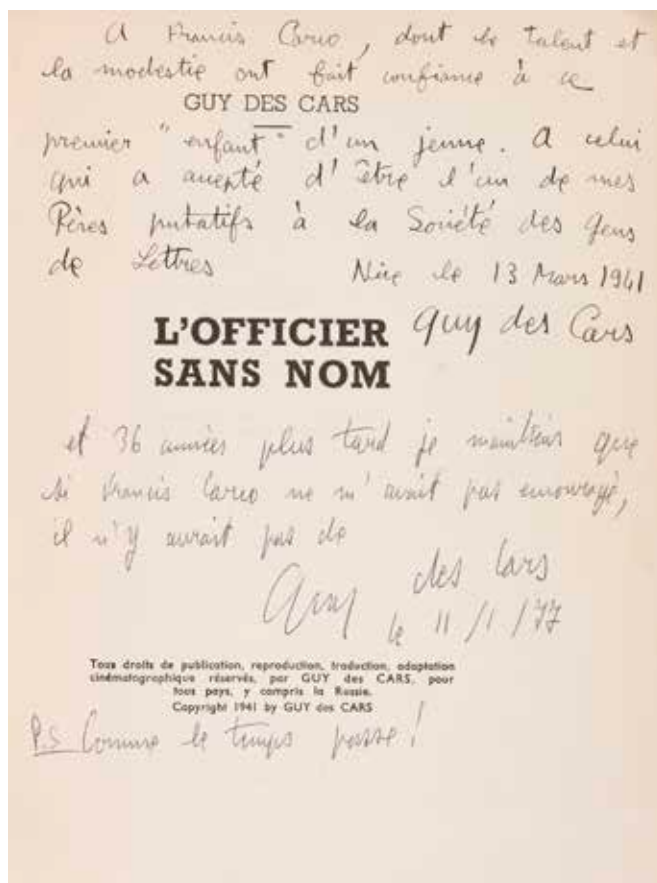 A Francis Carco, dont le talent et
la modestie ont fait confiance à ce
GUY DES CARS
premier "enfant" d'un jeune. A celui
qui a accepté d'être l'un de mes
Pères putatifs à la Société des Gens
de Lettres Nice le 13 Mars 1941
Guy des Cars
L'OFFICIER
SANS NOM
et 36 années plus tard je maintiens que
si Francis Carco ne m'avait pas encouragé,
il n'y aurait pas de
Guy des Cars
le 11/1/77
Tous droits de publication, reproduction, traduction, adaptation
cinématographique réservés, par GUY des CARS, pour
tous pays, y compris la Russie.
Copyright 1941 by GUY des CARS
P.S Comme le temps passe!